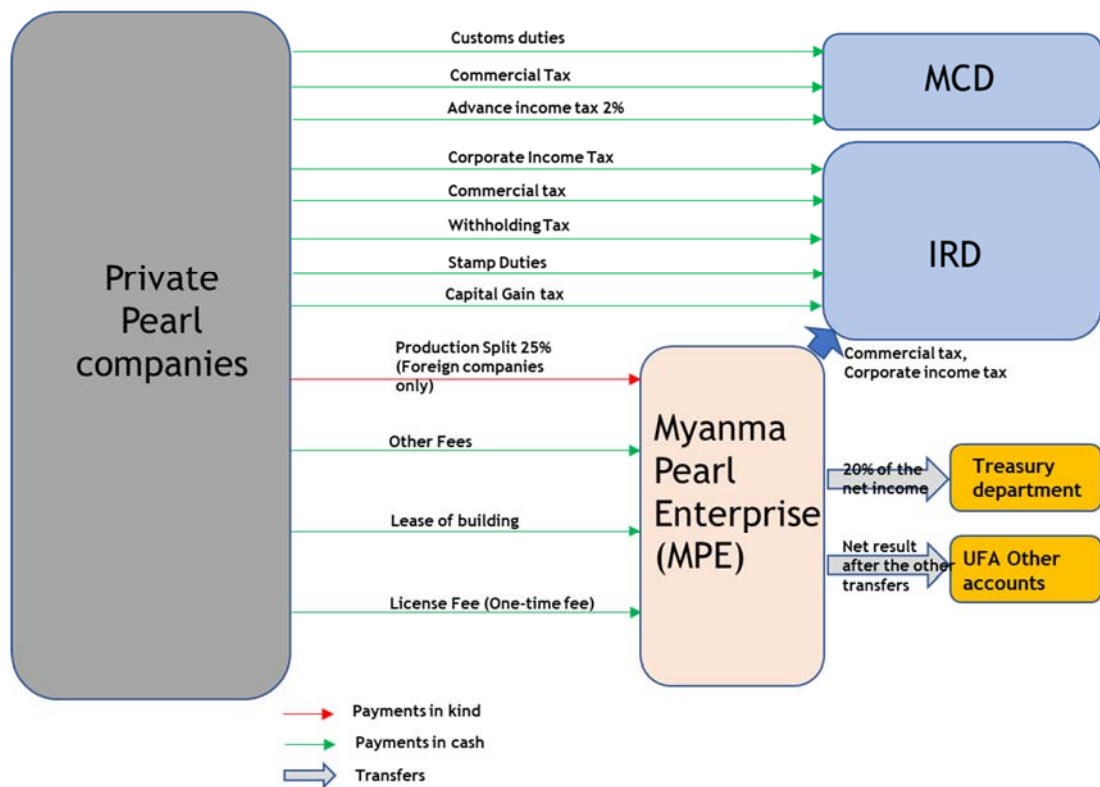 Private
Pearl
companies
Customs duties
Commercial Tax
Advance income tax 2%
MCD
Corporate Income Tax
Commercial tax
Withholding Tax
Stamp Duties
Capital Gain tax
IRD
Production Split 25%
(Foreign companies
only)
Other Fees
Lease of building
License Fee (One-time fee)
Myanma
Pearl
Enterprise
(MPE)
Commercial tax,
Corporate income tax
20% of the
net income
Treasury
department
Net result
after the other
transfers
UFA Other
accounts
Payments in kind
Payments in cash
Transfers